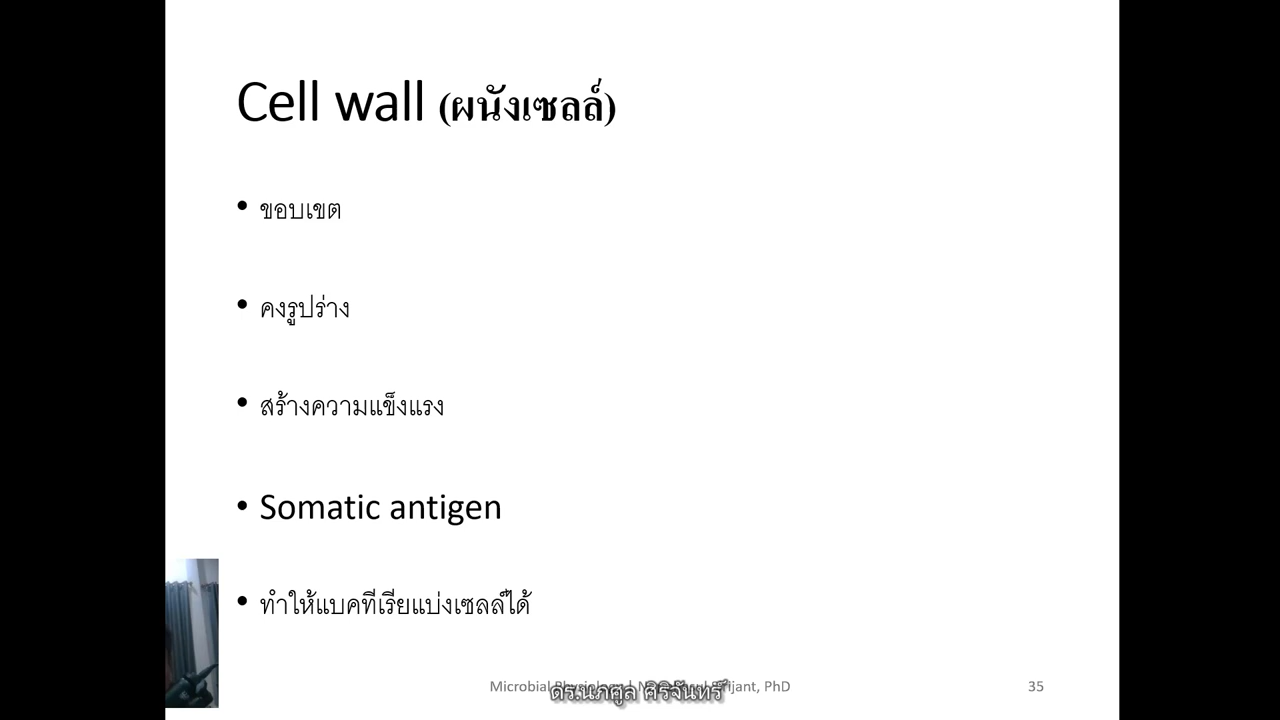 Cell wall (ผนังเซลล์)
• ขอบเขต
• คงรูปร่าง
• สร้างความแข็งแรง
• Somatic antigen
• ทำให้แบคทีเรียแบ่งเซลล์ได้
Microbial Physiology | PhD
ดร.นภตูล ศิริจันทร์
35